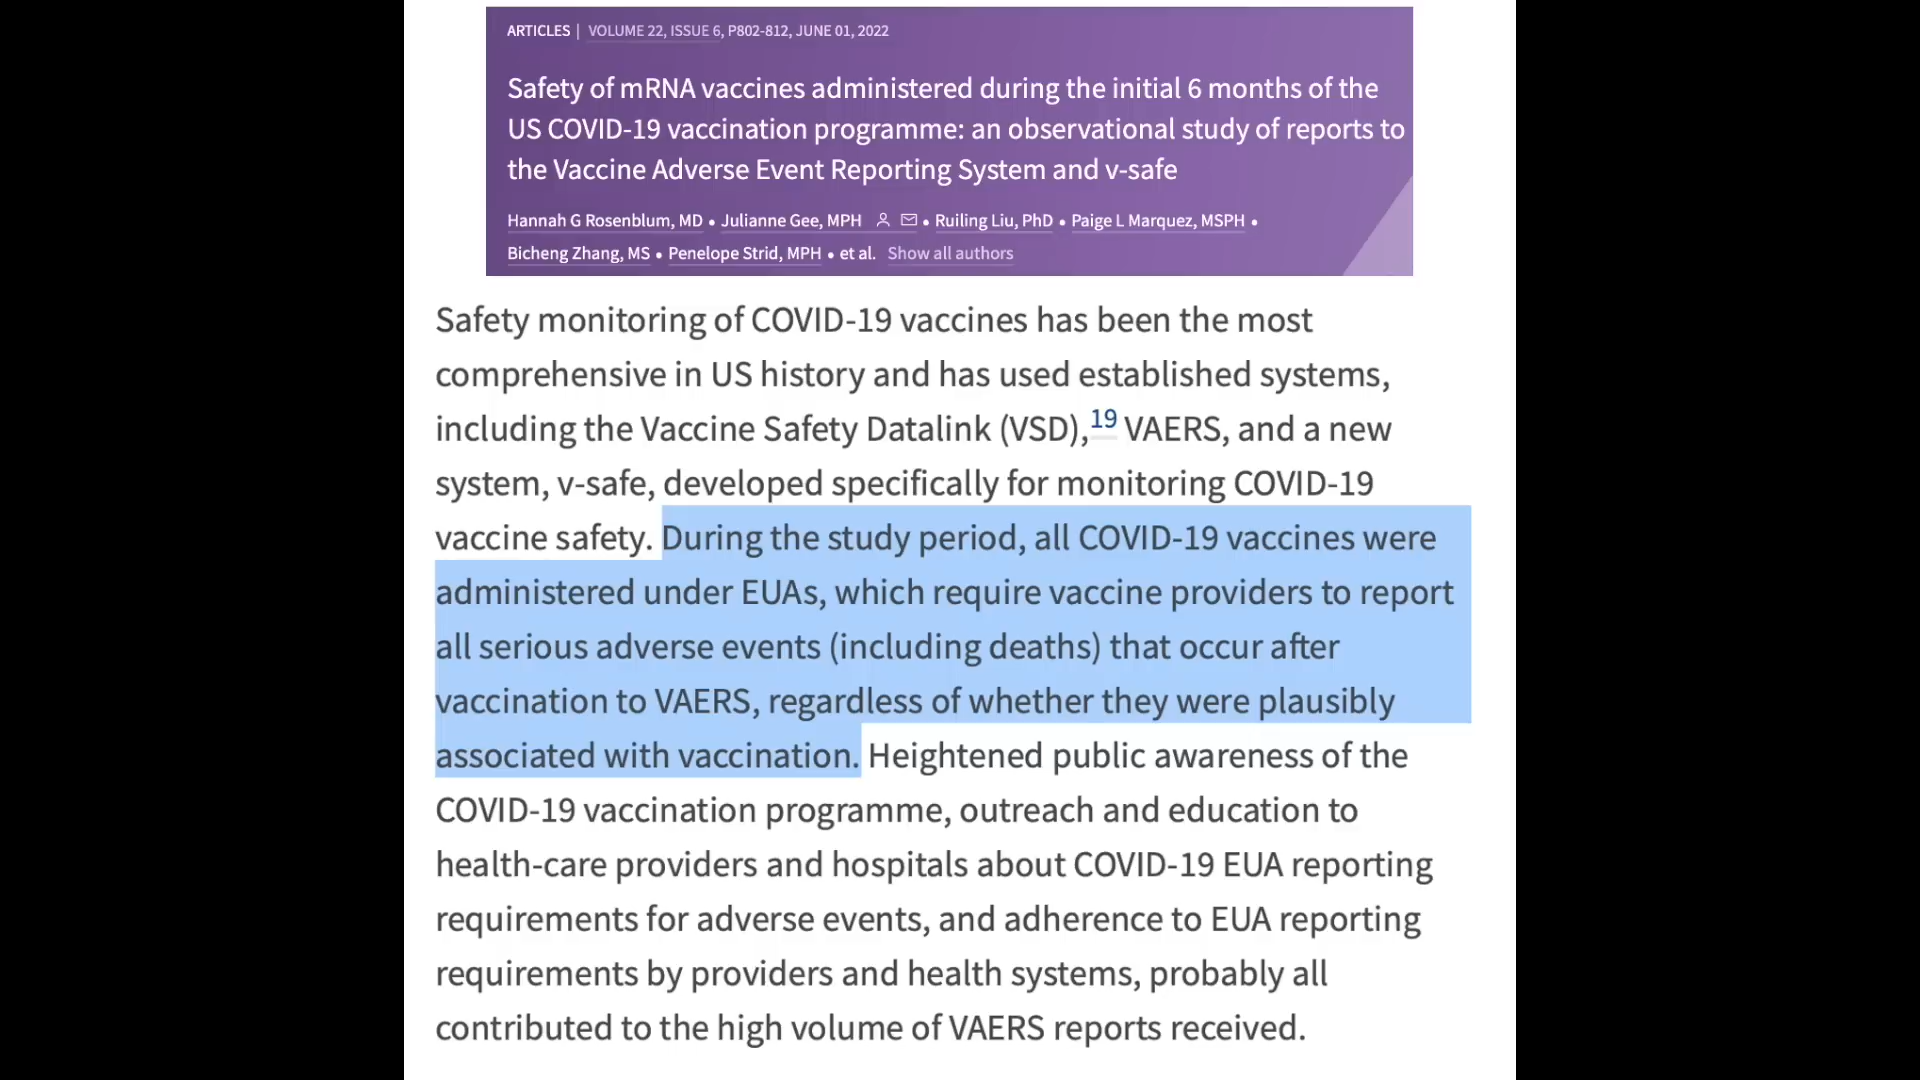 ARTICLES | VOLUME 22, ISSUE 6, P802-812, JUNE 01, 2022
Safety of mRNA vaccines administered during the initial 6 months of the
US COVID-19 vaccination programme: an observational study of reports to
the Vaccine Adverse Event Reporting System and v-safe
Hannah G Rosenblum, MD • Julianne Gee, MPH • Ruiling Liu, PhD • Paige L Marquez, MSPH •
Bicheng Zhang, MS • Penelope Strid, MPH • et al. Show all authors
Safety monitoring of COVID-19 vaccines has been the most
comprehensive in US history and has used established systems,
including the Vaccine Safety Datalink (VSD),19 VAERS, and a new
system, v-safe, developed specifically for monitoring COVID-19
vaccine safety. During the study period, all COVID-19 vaccines were
administered under EUAs, which require vaccine providers to report
all serious adverse events (including deaths) that occur after
vaccination to VAERS, regardless of whether they were plausibly
associated with vaccination. Heightened public awareness of the
COVID-19 vaccination programme, outreach and education to
health-care providers and hospitals about COVID-19 EUA reporting
requirements for adverse events, and adherence to EUA reporting
requirements by providers and health systems, probably all
contributed to the high volume of VAERS reports received.